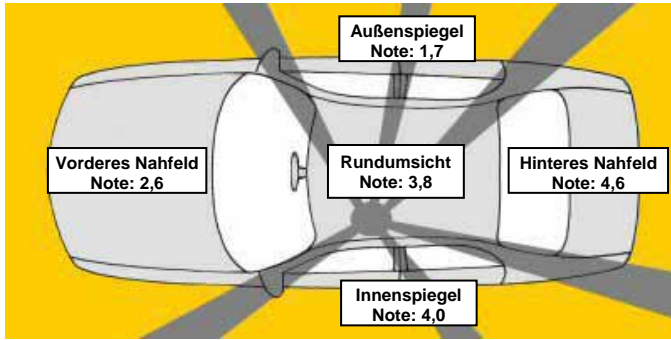 Außenspiegel
Note: 1,7
Vorderes Nahfeld
Note: 2,6
Rundumsicht
Note: 3,8
Hinteres Nahfeld
Note: 4,6
Innenspiegel
Note: 4,0